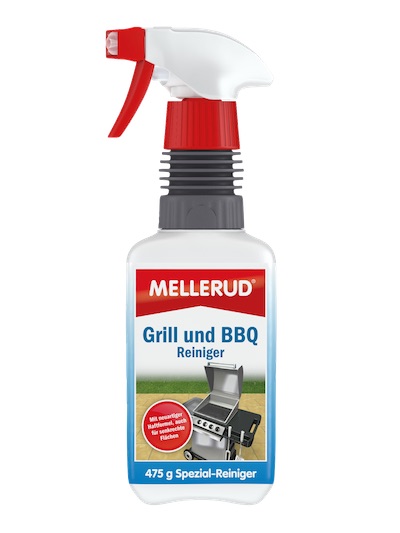 MELLERUD®
Grill und BBQ
Reiniger
Mit neuartiger
Haftformel, auch
für senkrechte
Flächen
475 g Spezial-Reiniger